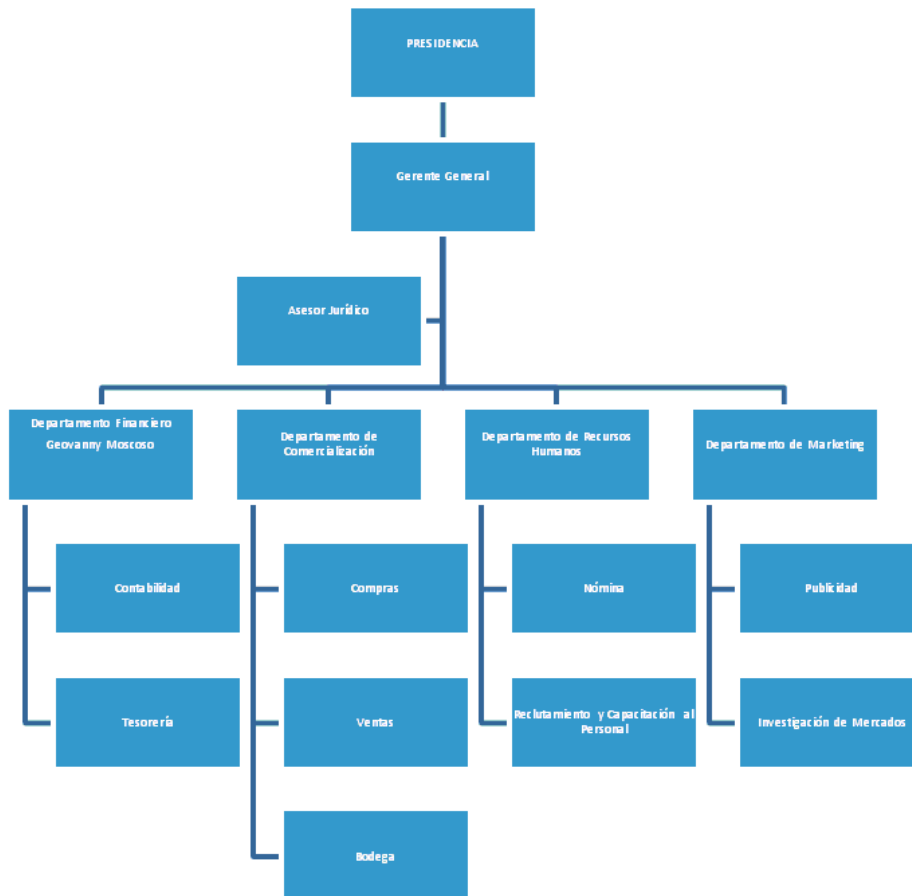 PRESIDENCIA
Gerente General
Asesor Jurídico
Departamento Financiero
Geovanny Moscoso
Departamento de
Comercialización
Departamento de Recursos
Humanos
Departamento de Marketing
Contabilidad
Compras
Nómina
Publicidad
Tesorería
Ventas
Reclutamiento y Capacitación al
Personal
Investigación de Mercados
Bodega